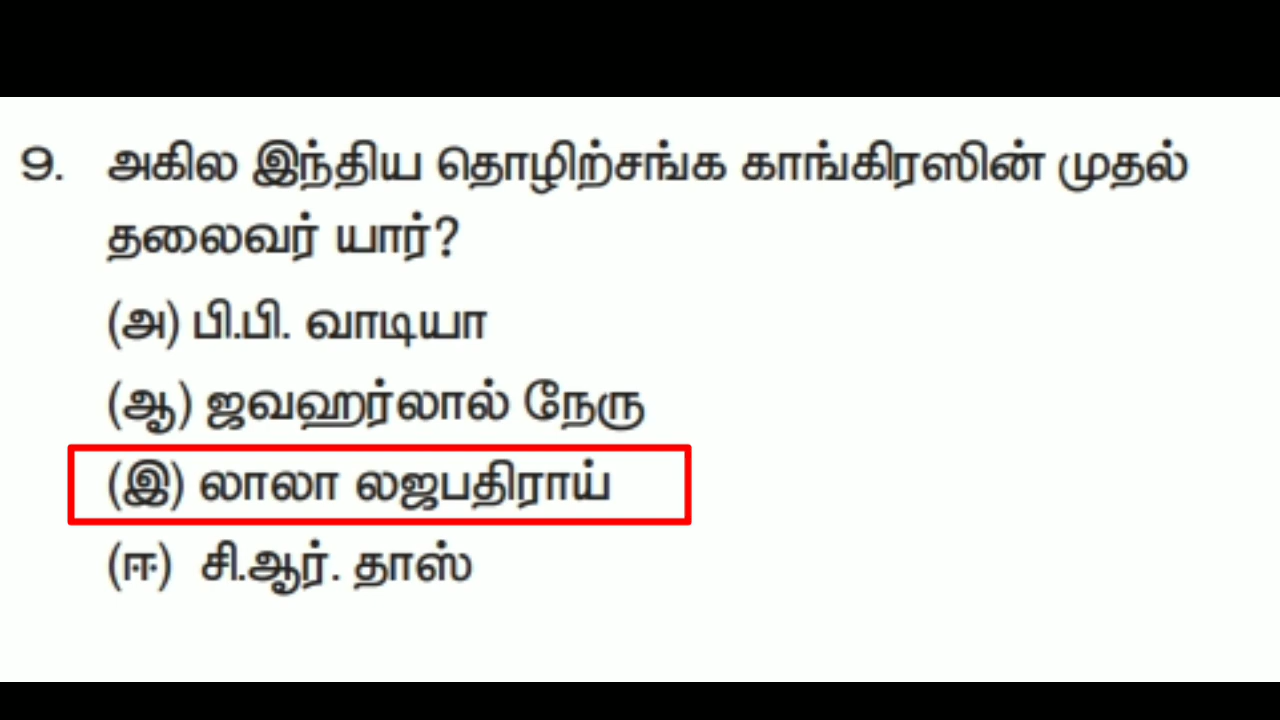 9. அகில இந்திய தொழிற்சங்க காங்கிரஸின் முதல்
தலைவர் யார்?
(அ) பி.பி. வாடியா
(ஆ) ஜவஹர்லால் நேரு
(இ) லாலா லஜபதிராய்
(ஈ) சி.ஆர். தாஸ்